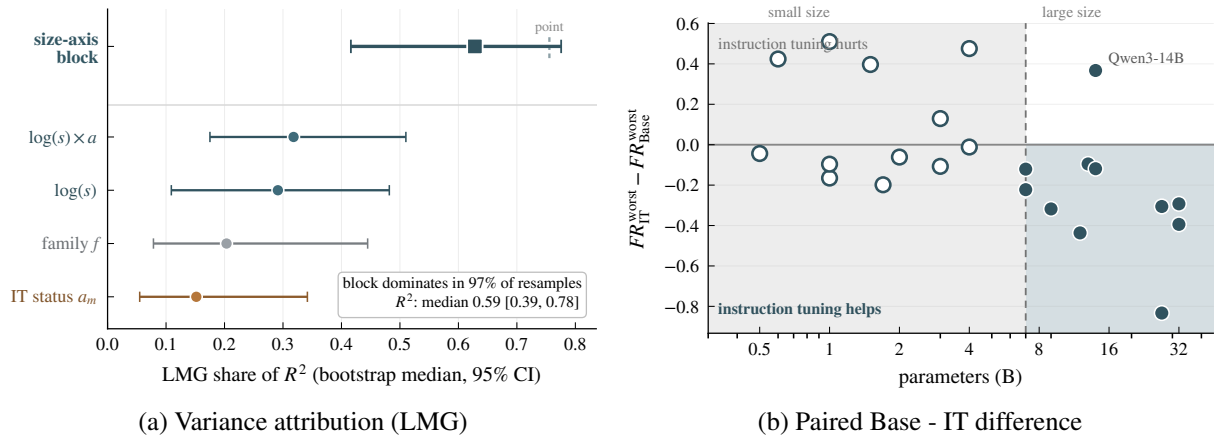 size-axis
block
point
log(s) × a
log(s)
family f
IT status aₘ
block dominates in 97% of resamples
R²: median 0.59 [0.39, 0.78]
0.0 0.1 0.2 0.3 0.4 0.5 0.6 0.7 0.8
LMG share of R² (bootstrap median, 95% CI)
(a) Variance attribution (LMG)
small size large size
0.6
instruction tuning hurts
Qwen3-14B
0.4
0.2
0.0
−0.2
−0.4
−0.6
−0.8
FR_IT^worst − FR_Base^worst
instruction tuning helps
0.5 1 2 4 8 16 32
parameters (B)
(b) Paired Base - IT difference